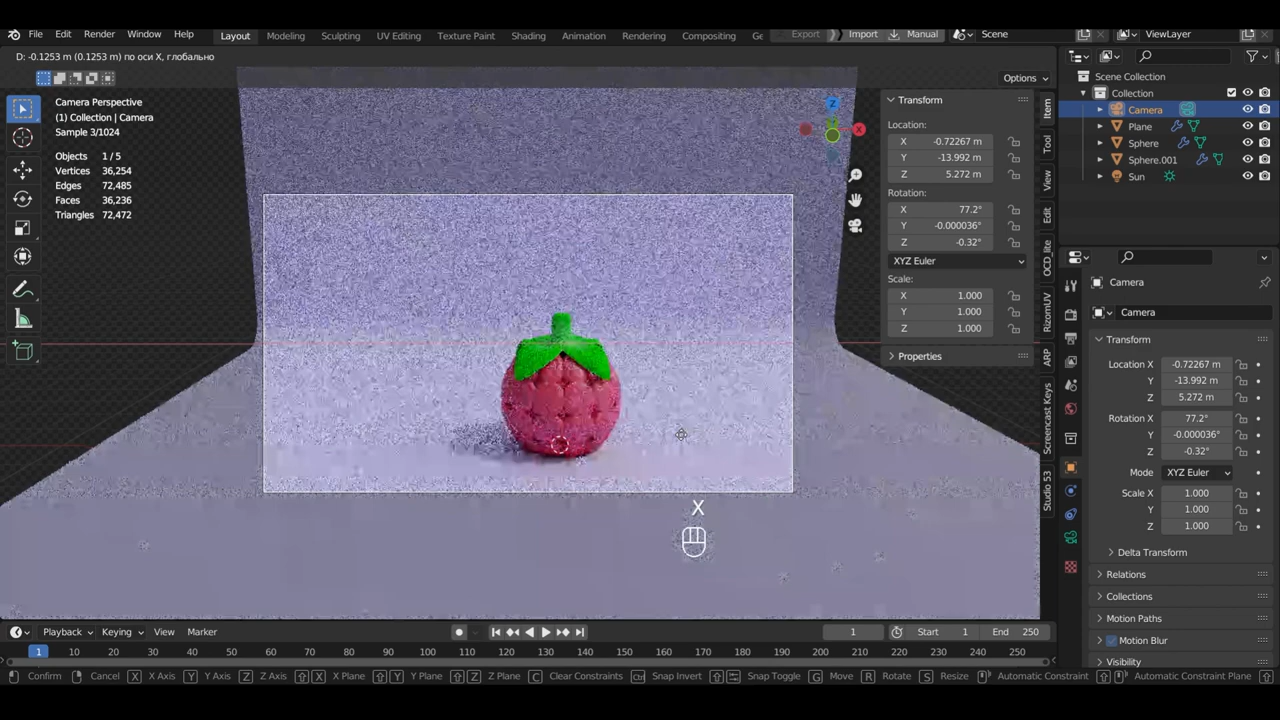 File Edit Render Window Help Layout Modeling Sculpting UV Editing Texture Paint Shading Animation Rendering Compositing Export Import Manual Scene ViewLayer
D: -0.1253 m (0.1253 m) по оси X, глобально
Options
Camera Perspective
(1) Collection | Camera
Sample 3/1024
Objects 1 / 5
Vertices 36,254
Edges 72,485
Faces 36,236
Triangles 72,472
Z
X
Transform
Location:
X -0.72267 m
Y -13.992 m
Z 5.272 m
Rotation:
X 77.2°
Y -0.000036°
Z -0.32°
XYZ Euler
Scale:
X 1.000
Y 1.000
Z 1.000
Properties
Item
Tool
View
Edit
OCD_lite
RizomUV
ARP
Screencast Keys
Studio 53
Scene Collection
Collection
Camera
Plane
Sphere
Sphere.001
Sun
Camera
Camera
Transform
Location X -0.72267 m
Y -13.992 m
Z 5.272 m
Rotation X 77.2°
Y -0.000036°
Z -0.32°
Mode XYZ Euler
Scale X 1.000
Y 1.000
Z 1.000
Delta Transform
Relations
Collections
Motion Paths
Motion Blur
Visibility
X
Playback Keying View Marker 1 Start 1 End 250
1 10 20 30 40 50 60 70 80 90 100 110 120 130 140 150 160 170 180 190 200 210 220 230 240 250
Confirm Cancel X X Axis Y Y Axis Z Z Axis X X Plane Y Y Plane Z Z Plane C Clear Constraints Ctrl Snap Invert Snap Toggle G Move R Rotate S Resize Automatic Constraint Automatic Constraint Plane